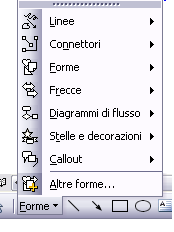 Linee
Connettori
Forme
Frecce
Diagrammi di flusso
Stelle e decorazioni
Callout
Altre forme...
Forme